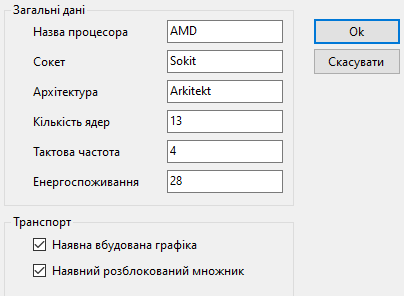 Загальні дані
Назва процесора AMD
Ok
Сокет Sokit
Скасувати
Архітектура Arkitekt
Кількість ядер 13
Тактова частота 4
Енергоспоживання 28
Транспорт
Наявна вбудована графіка
Наявний розблокований множник